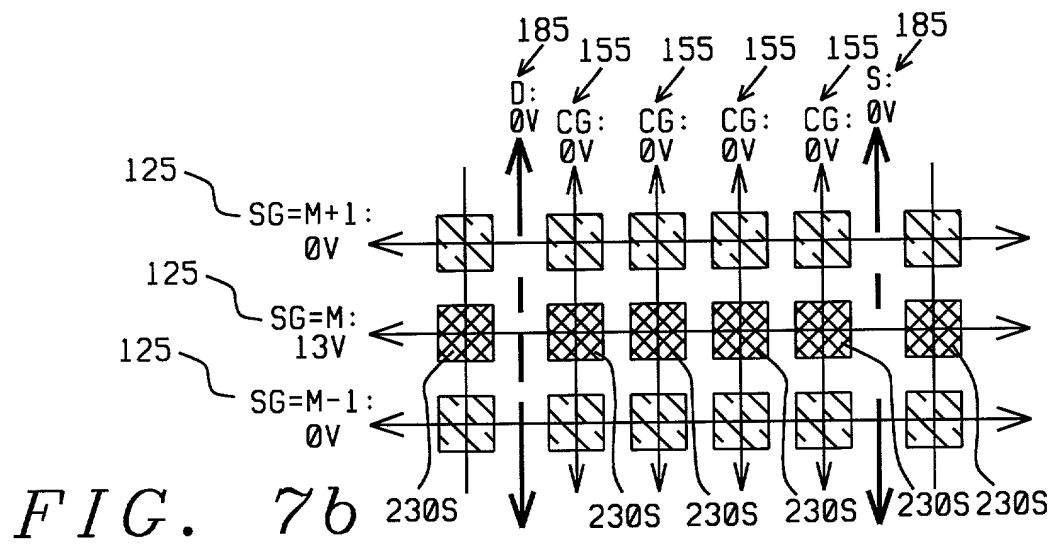 185 155 155 155 155 185
D: 0V CG: 0V CG: 0V CG: 0V CG: 0V S: 0V
125 SG=M+1: 0V
125 SG=M: 13V
125 SG=M-1: 0V
230S 230S 230S 230S 230S 230S
FIG. 7b